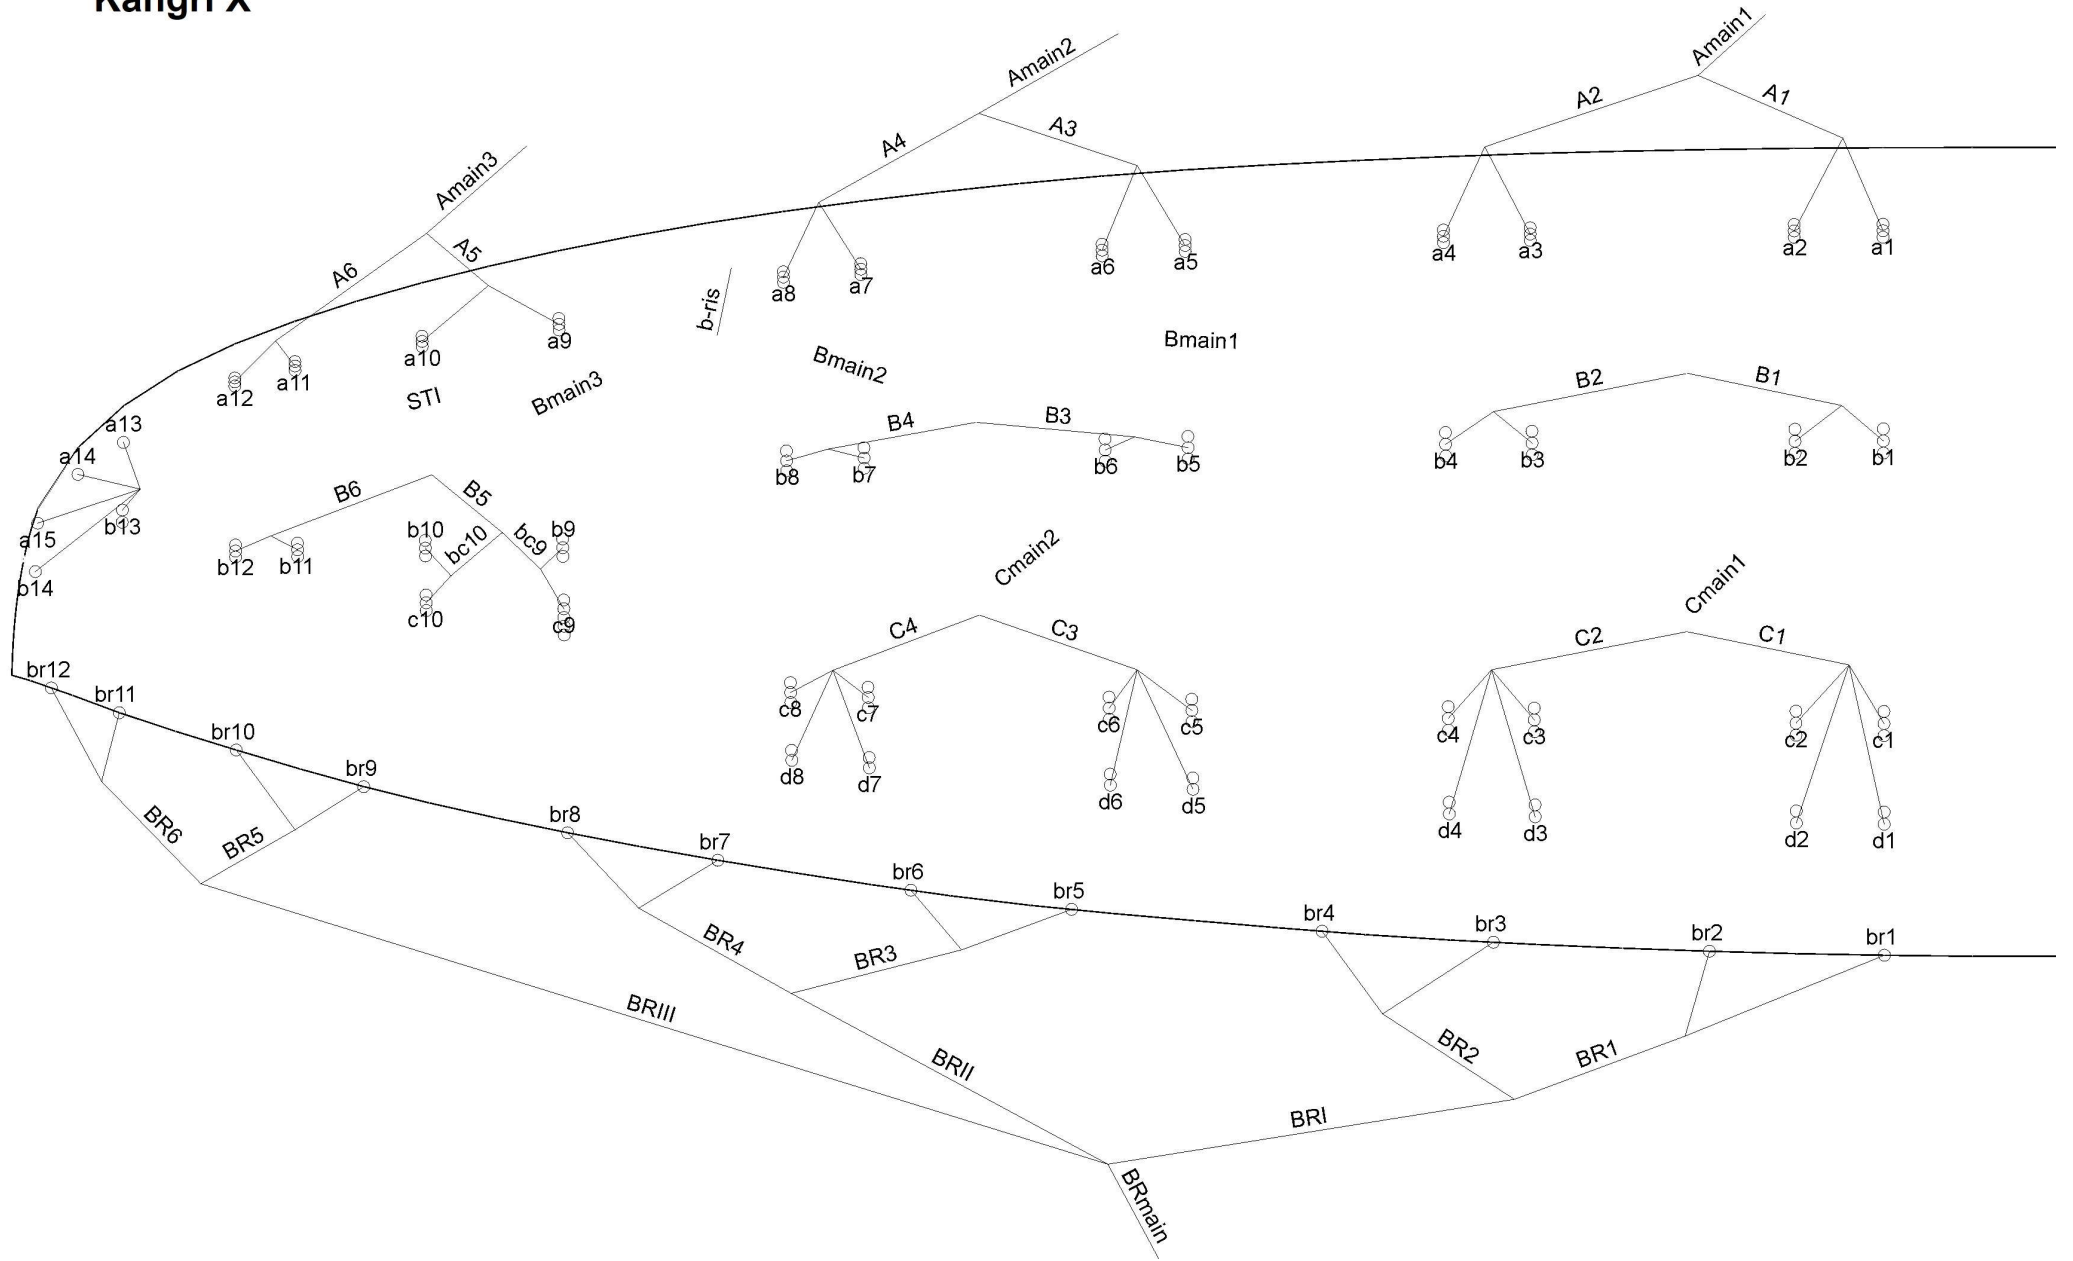 Kangri X
Amain1
Amain2
A2
A1
A4
A3
Amain3
A5
A6
a4
a3
a2
a1
a6
a5
a8
a7
b-ris
a10
a9
a12
a11
STI
Bmain3
Bmain2
Bmain1
B2
B1
B4
B3
a13
a14
b4
b3
b2
b1
b8
b7
b6
b5
B6
B5
a15
b13
b10
bc10
bc9
b9
b12
b11
b14
c10
c9
Cmain2
Cmain1
C4
C3
C2
C1
br12
br11
br10
br9
c8
c7
c6
c5
c4
c3
c2
c1
d8
d7
d6
d5
d4
d3
d2
d1
BR6
BR5
br8
br7
br6
br5
br4
br3
br2
br1
BR4
BR3
BRIII
BRII
BR2
BR1
BRI
BRmain